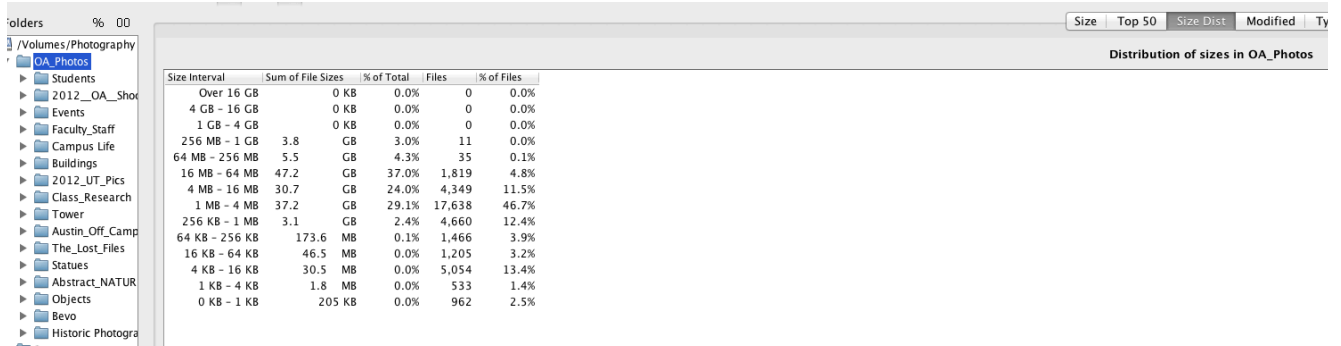 Folders % 00
Size Top 50 Size Dist Modified Ty
/Volumes/Photography
Distribution of sizes in OA_Photos
OA_Photos
Students
2012__OA__Shoo
Events
Faculty_Staff
Campus Life
Buildings
2012_UT_Pics
Class_Research
Tower
Austin_Off_Camp
The_Lost_Files
Statues
Abstract_NATUR
Objects
Bevo
Historic Photogra
Size Interval Sum of File Sizes % of Total Files % of Files
Over 16 GB 0 KB 0.0% 0 0.0%
4 GB – 16 GB 0 KB 0.0% 0 0.0%
1 GB – 4 GB 0 KB 0.0% 0 0.0%
256 MB – 1 GB 3.8 GB 3.0% 11 0.0%
64 MB – 256 MB 5.5 GB 4.3% 35 0.1%
16 MB – 64 MB 47.2 GB 37.0% 1,819 4.8%
4 MB – 16 MB 30.7 GB 24.0% 4,349 11.5%
1 MB – 4 MB 37.2 GB 29.1% 17,638 46.7%
256 KB – 1 MB 3.1 GB 2.4% 4,660 12.4%
64 KB – 256 KB 173.6 MB 0.1% 1,466 3.9%
16 KB – 64 KB 46.5 MB 0.0% 1,205 3.2%
4 KB – 16 KB 30.5 MB 0.0% 5,054 13.4%
1 KB – 4 KB 1.8 MB 0.0% 533 1.4%
0 KB – 1 KB 205 KB 0.0% 962 2.5%